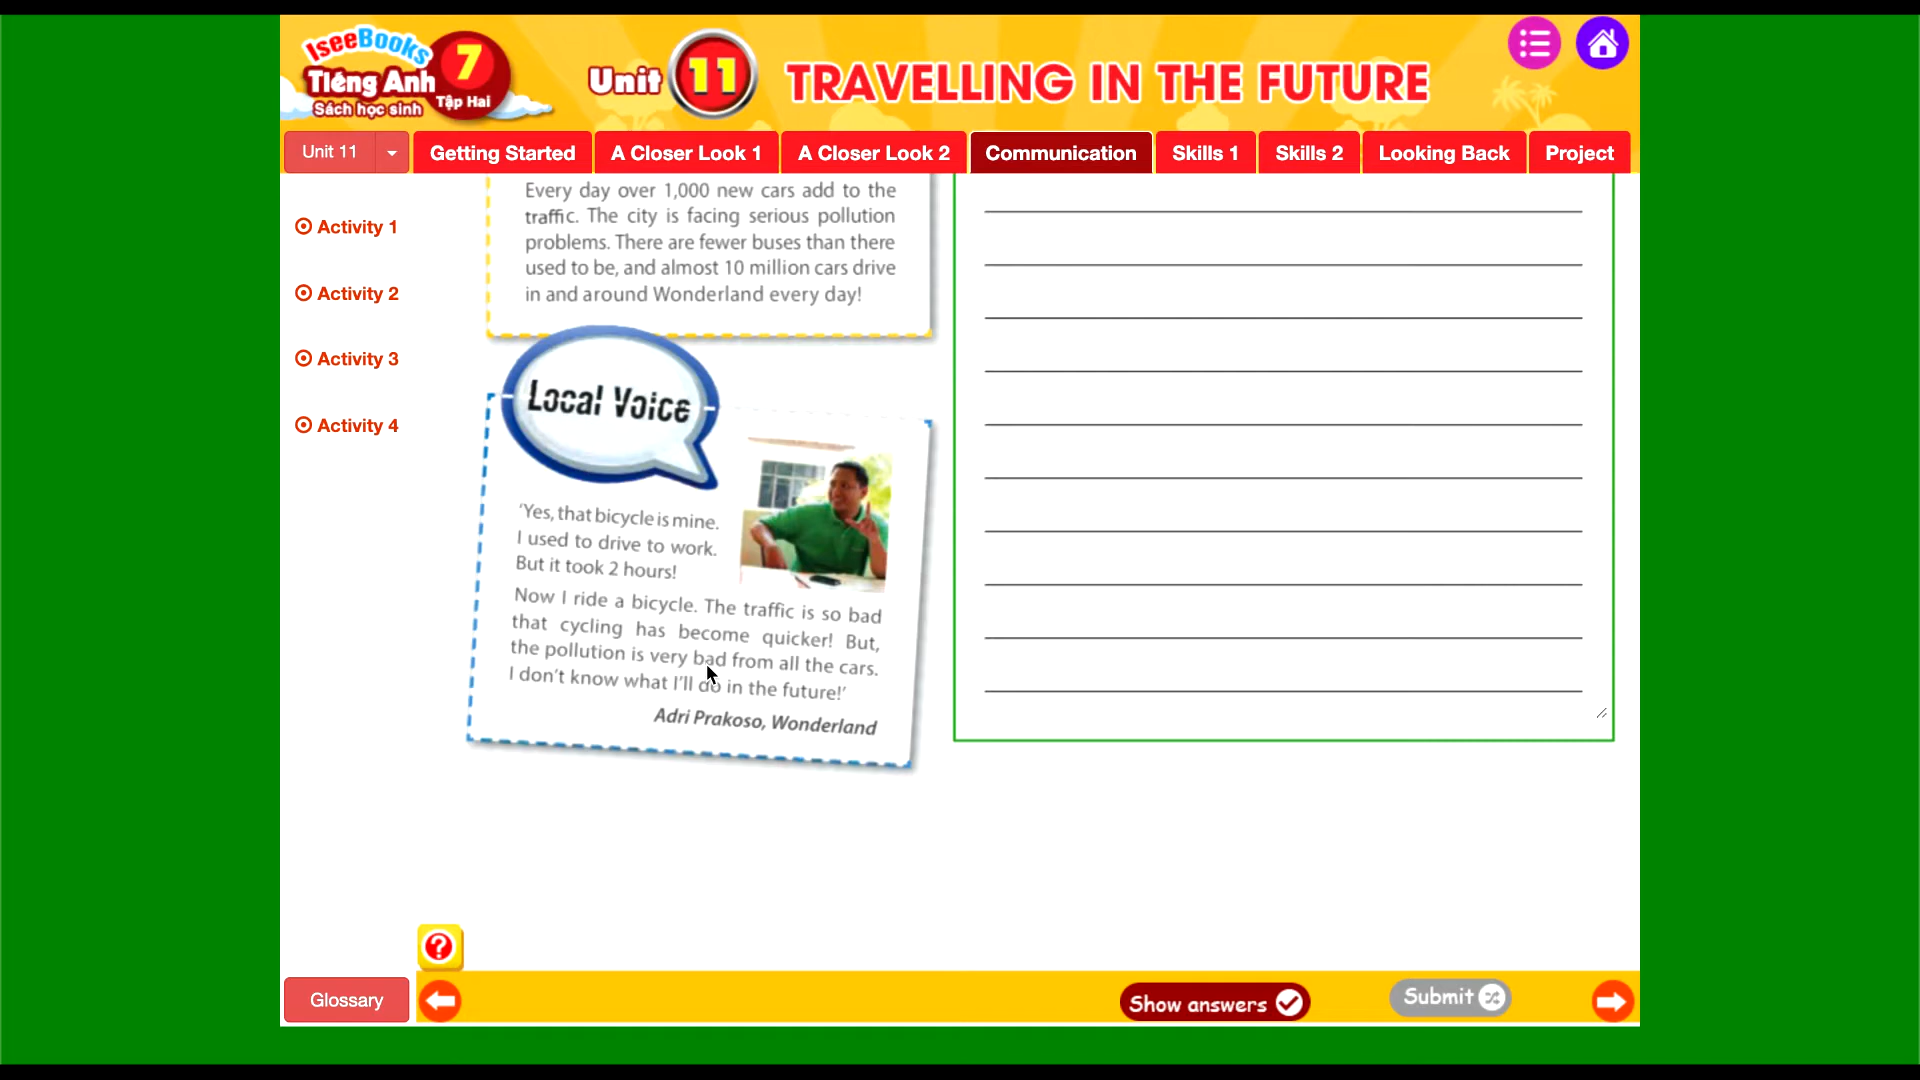 IseeBooks
Tiếng Anh 7
Sách học sinh Tập Hai
Unit 11 TRAVELLING IN THE FUTURE
Unit 11
Getting Started
A Closer Look 1
A Closer Look 2
Communication
Skills 1
Skills 2
Looking Back
Project
Activity 1
Activity 2
Activity 3
Activity 4
Every day over 1,000 new cars add to the
traffic. The city is facing serious pollution
problems. There are fewer buses than there
used to be, and almost 10 million cars drive
in and around Wonderland every day!
Local Voice
'Yes, that bicycle is mine.
I used to drive to work.
But it took 2 hours!
Now I ride a bicycle. The traffic is so bad
that cycling has become quicker! But,
the pollution is very bad from all the cars.
I don't know what I'll do in the future!'
Adri Prakoso, Wonderland
?
Glossary
Show answers
Submit